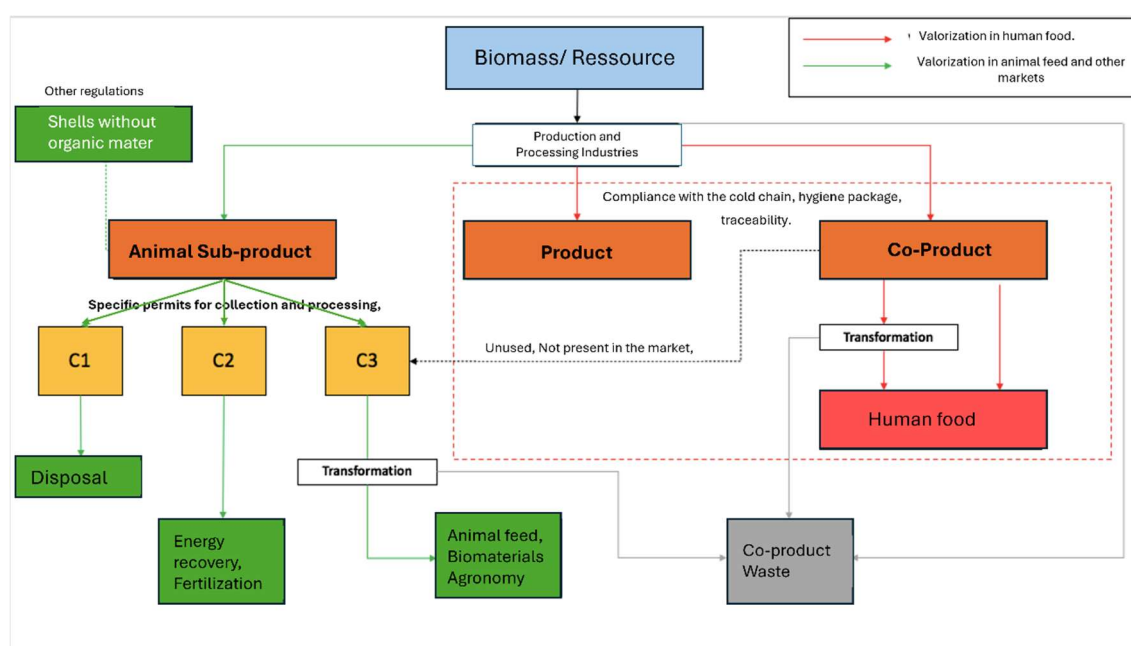 Biomass/ Ressource
Valorization in human food.
Valorization in animal feed and other
markets
Other regulations
Shells without
organic mater
Production and
Processing Industries
Compliance with the cold chain, hygiene package,
traceability.
Animal Sub-product
Product
Co-Product
Specific permits for collection and processing,
Transformation
C1
C2
C3
Unused, Not present in the market,
Human food
Disposal
Transformation
Energy
recovery,
Fertilization
Animal feed,
Biomaterials
Agronomy
Co-product
Waste